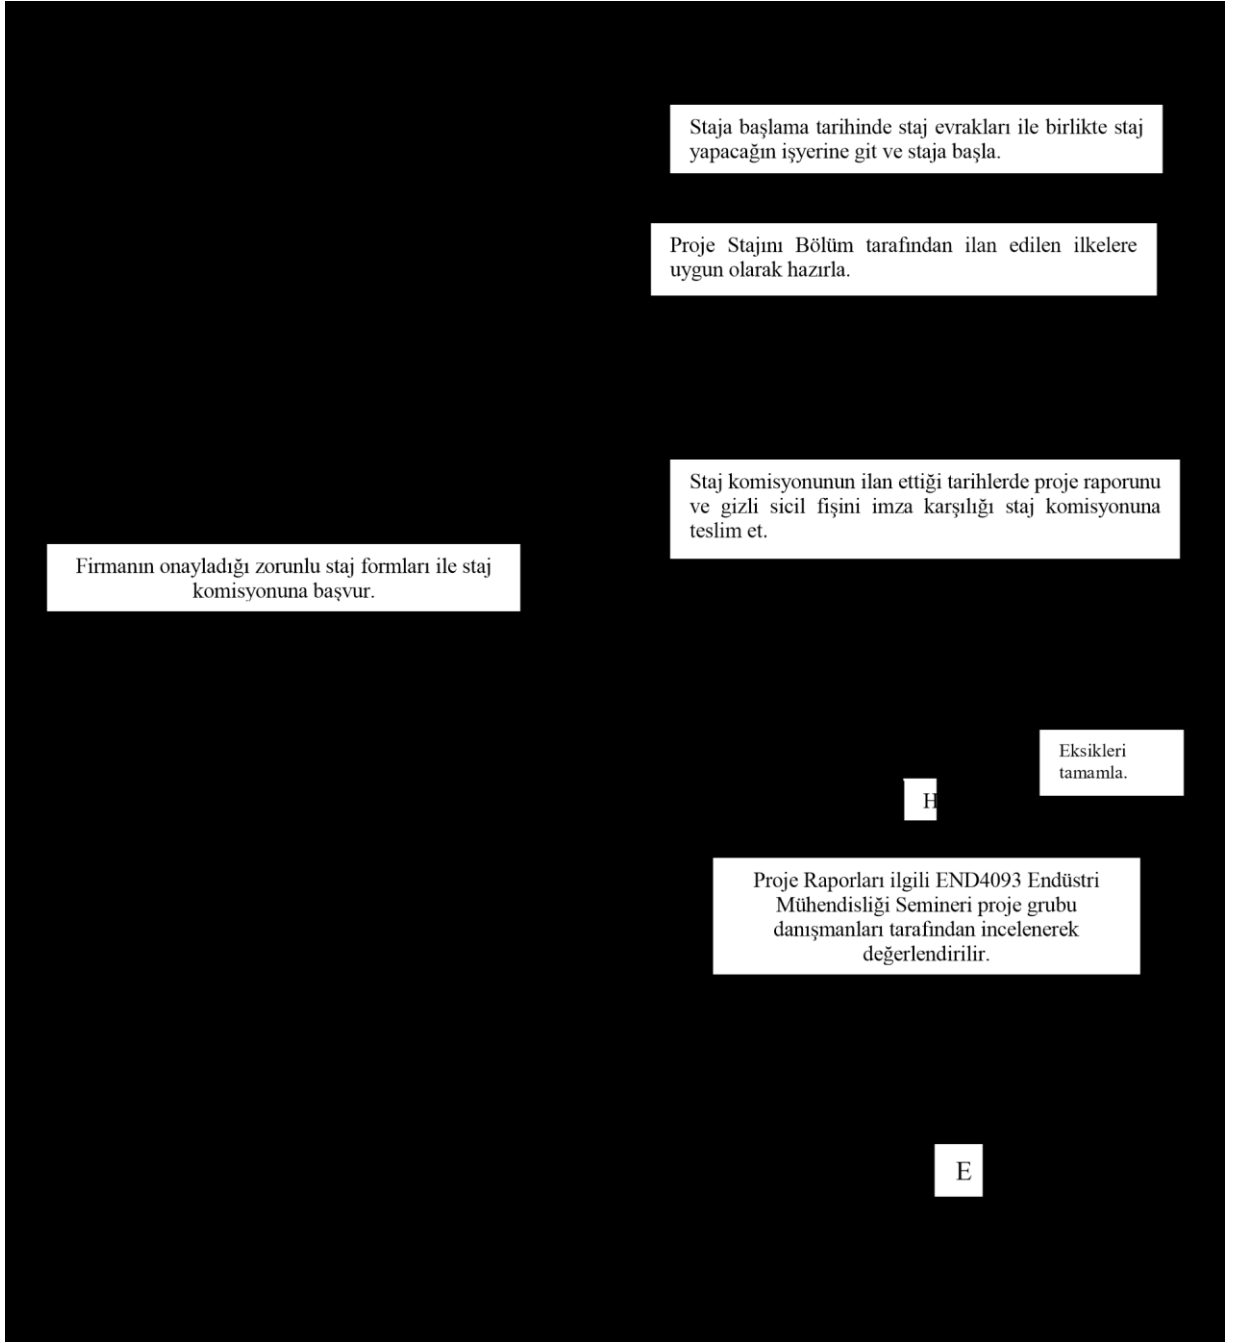 Staja başlama tarihinde staj evrakları ile birlikte staj
yapacağın işyerine git ve staja başla.
Proje Stajını Bölüm tarafından ilan edilen ilkelere
uygun olarak hazırla.
Staj komisyonunun ilan ettiği tarihlerde proje raporunu
ve gizli sicil fişini imza karşılığı staj komisyonuna
teslim et.
Firmanın onayladığı zorunlu staj formları ile staj
komisyonuna başvur.
Eksikleri
tamamla.
H
Proje Raporları ilgili END4093 Endüstri
Mühendisliği Semineri proje grubu
danışmanları tarafından incelenerek
değerlendirilir.
E